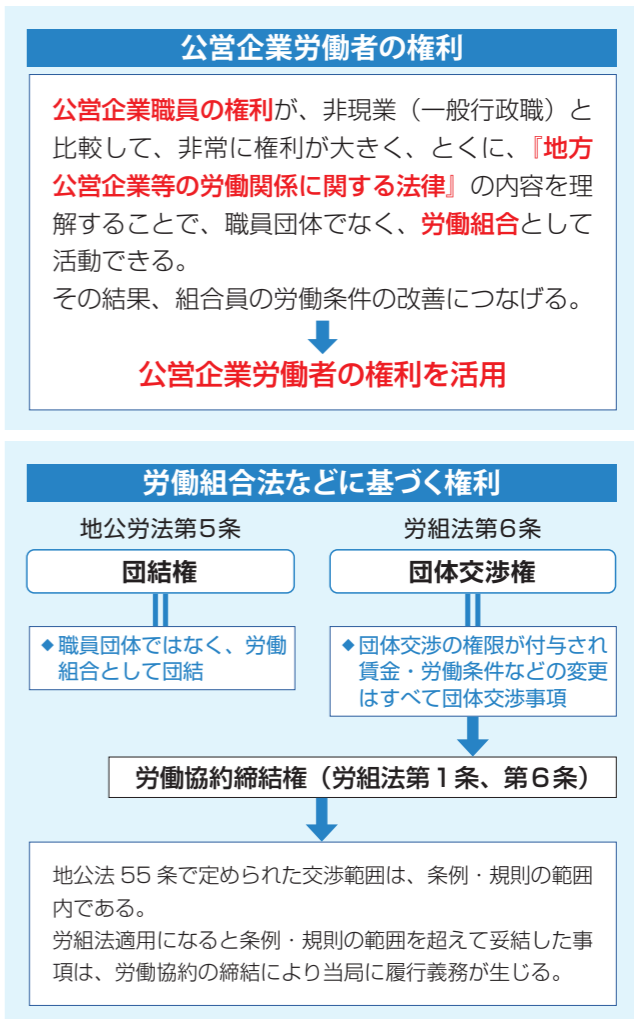 公営企業労働者の権利
公営企業職員の権利が、非現業（一般行政職）と
比較して、非常に権利が大きく、とくに、『地方
公営企業等の労働関係に関する法律』の内容を理
解することで、職員団体でなく、労働組合として
活動できる。
その結果、組合員の労働条件の改善につなげる。
公営企業労働者の権利を活用
労働組合法などに基づく権利
地公労法第5条
団結権
◆職員団体ではなく、労働
組合として団結
労組法第6条
団体交渉権
◆団体交渉の権限が付与され
賃金・労働条件などの変更
はすべて団体交渉事項
労働協約締結権（労組法第1条、第6条）
地公法55条で定められた交渉範囲は、条例・規則の範囲
内である。
労組法適用になると条例・規則の範囲を超えて妥結した事
項は、労働協約の締結により当局に履行義務が生じる。